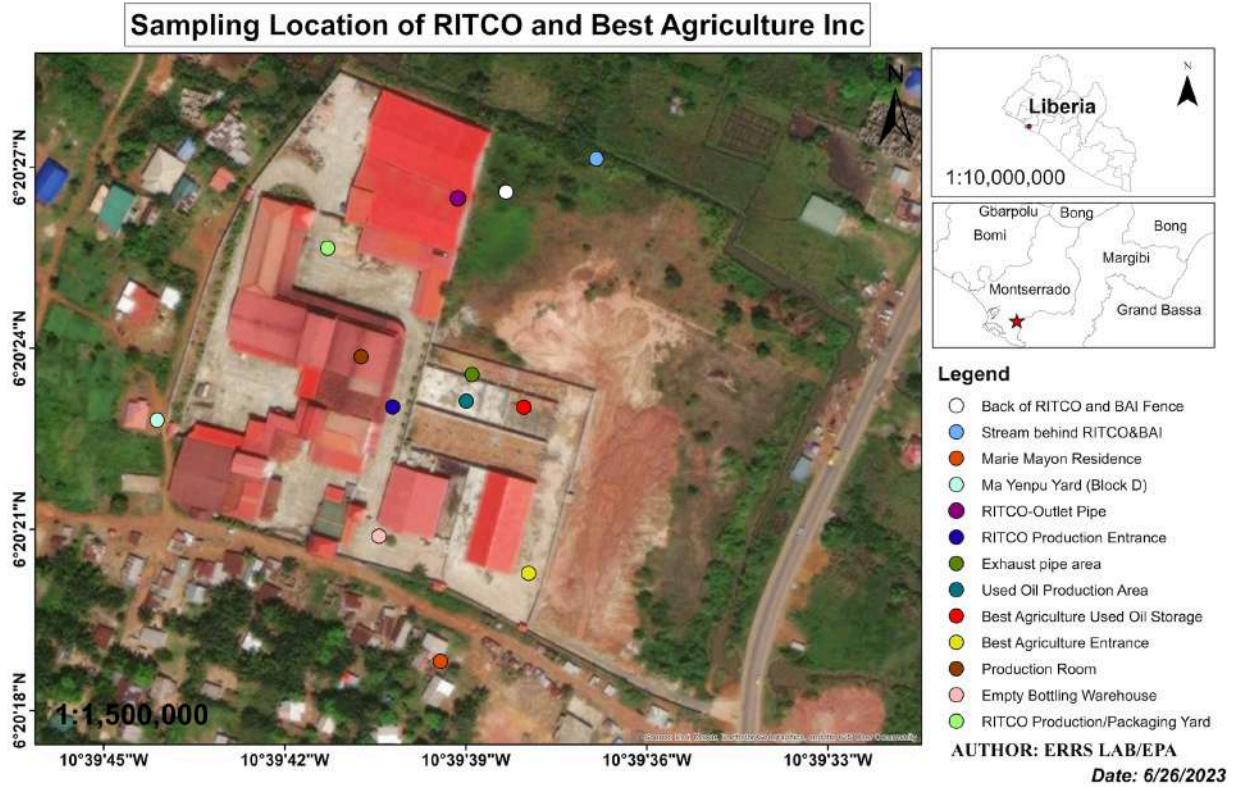 Sampling Location of RITCO and Best Agriculture Inc
N
6°20'27"N
6°20'24"N
6°20'21"N
6°20'18"N
1:1,500,000
10°39'45"W
10°39'42"W
10°39'39"W
10°39'36"W
10°39'33"W
N
Liberia
1:10,000,000
Gbarpolu
Bong
Bomi
Bong
Margibi
Montserrado
Grand Bassa
Legend
Back of RITCO and BAI Fence
Stream behind RITCO&BAI
Marie Mayon Residence
Ma Yenpu Yard (Block D)
RITCO-Outlet Pipe
RITCO Production Entrance
Exhaust pipe area
Used Oil Production Area
Best Agriculture Used Oil Storage
Best Agriculture Entrance
Production Room
Empty Bottling Warehouse
RITCO Production/Packaging Yard
AUTHOR: ERRS LAB/EPA
Date: 6/26/2023